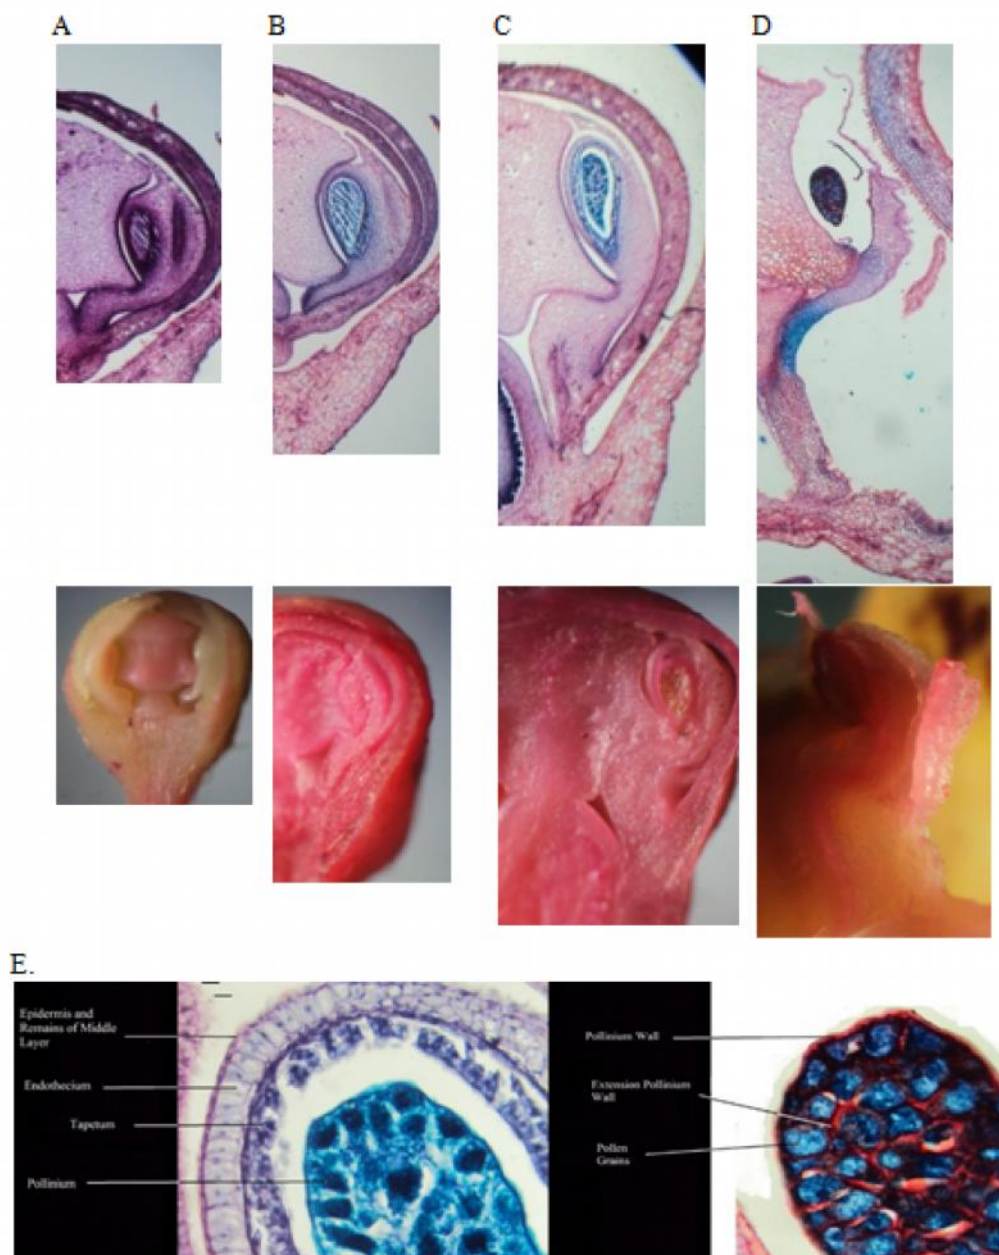 A
B
C
D
E.
Epidermis and
Remains of Middle
Layer
Endothecium
Tapetum
Pollinium
Pollinium Wall
Extension Pollinium
Wall
Pollen
Grains